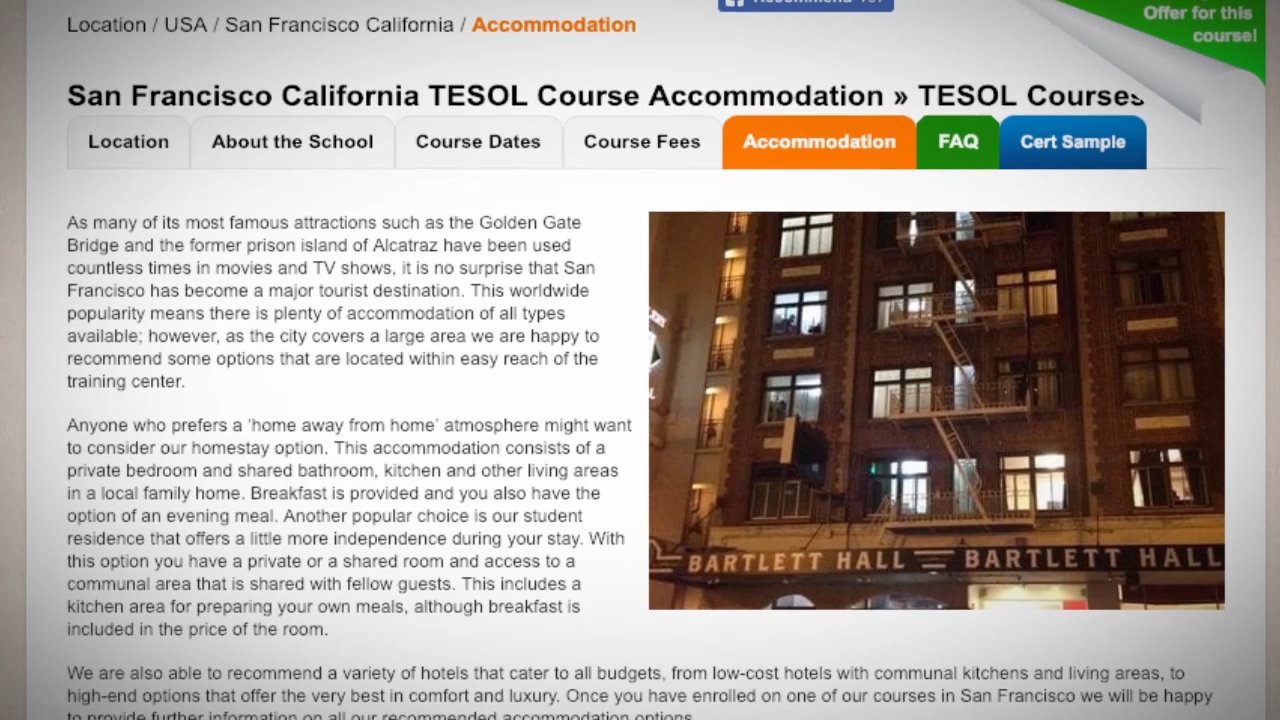 Recommend
Offer for this
course!
Location / USA / San Francisco California / Accommodation
San Francisco California TESOL Course Accommodation » TESOL Courses
Location
About the School
Course Dates
Course Fees
Accommodation
FAQ
Cert Sample
As many of its most famous attractions such as the Golden Gate
Bridge and the former prison island of Alcatraz have been used
countless times in movies and TV shows, it is no surprise that San
Francisco has become a major tourist destination. This worldwide
popularity means there is plenty of accommodation of all types
available; however, as the city covers a large area we are happy to
recommend some options that are located within easy reach of the
training center.
Anyone who prefers a 'home away from home' atmosphere might want
to consider our homestay option. This accommodation consists of a
private bedroom and shared bathroom, kitchen and other living areas
in a local family home. Breakfast is provided and you also have the
option of an evening meal. Another popular choice is our student
residence that offers a little more independence during your stay. With
this option you have a private or a shared room and access to a
communal area that is shared with fellow guests. This includes a
kitchen area for preparing your own meals, although breakfast is
included in the price of the room.
BARTLETT HALL BARTLETT HALL
We are also able to recommend a variety of hotels that cater to all budgets, from low-cost hotels with communal kitchens and living areas, to
high-end options that offer the very best in comfort and luxury. Once you have enrolled on one of our courses in San Francisco we will be happy
to provide further information on all our recommended accommodation options.